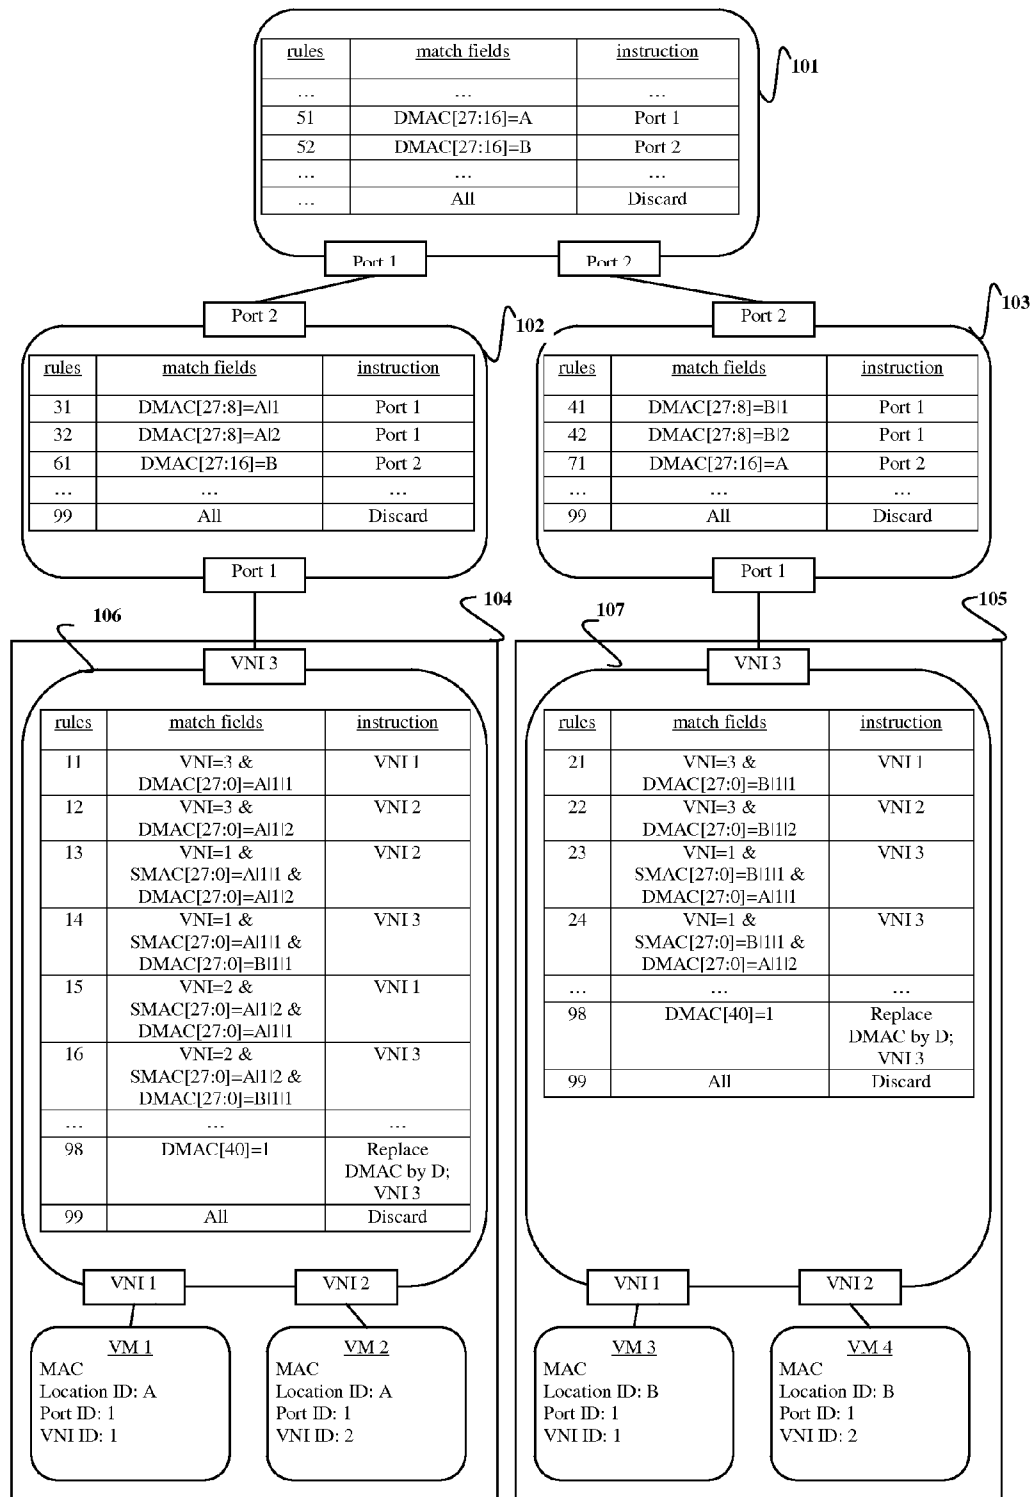 rules match fields instruction
… … …
51 DMAC[27:16]=A Port 1
52 DMAC[27:16]=B Port 2
… … …
… All Discard
101
Port 1 Port 2
Port 2
102
rules match fields instruction
31 DMAC[27:8]=A|1 Port 1
32 DMAC[27:8]=A|2 Port 1
61 DMAC[27:16]=B Port 2
… … …
99 All Discard
Port 1
Port 2
103
rules match fields instruction
41 DMAC[27:8]=B|1 Port 1
42 DMAC[27:8]=B|2 Port 1
71 DMAC[27:16]=A Port 2
… … …
99 All Discard
Port 1
106
104
VNI 3
rules match fields instruction
11 VNI=3 & VNI 1
DMAC[27:0]=A|1|1
12 VNI=3 & VNI 2
DMAC[27:0]=A|1|2
13 VNI=1 & VNI 2
SMAC[27:0]=A|1|1 &
DMAC[27:0]=A|1|2
14 VNI=1 & VNI 3
SMAC[27:0]=A|1|1 &
DMAC[27:0]=B|1|1
15 VNI=2 & VNI 1
SMAC[27:0]=A|1|2 &
DMAC[27:0]=A|1|1
16 VNI=2 & VNI 3
SMAC[27:0]=A|1|2 &
DMAC[27:0]=B|1|1
… … …
98 DMAC[40]=1 Replace
DMAC by D;
VNI 3
99 All Discard
VNI 1 VNI 2
VM 1
MAC
Location ID: A
Port ID: 1
VNI ID: 1
VM 2
MAC
Location ID: A
Port ID: 1
VNI ID: 2
107
105
VNI 3
rules match fields instruction
21 VNI=3 & VNI 1
DMAC[27:0]=B|1|1
22 VNI=3 & VNI 2
DMAC[27:0]=B|1|2
23 VNI=1 & VNI 3
SMAC[27:0]=B|1|1 &
DMAC[27:0]=A|1|1
24 VNI=1 & VNI 3
SMAC[27:0]=B|1|1 &
DMAC[27:0]=A|1|2
… … …
98 DMAC[40]=1 Replace
DMAC by D;
VNI 3
99 All Discard
VNI 1 VNI 2
VM 3
MAC
Location ID: B
Port ID: 1
VNI ID: 1
VM 4
MAC
Location ID: B
Port ID: 1
VNI ID: 2